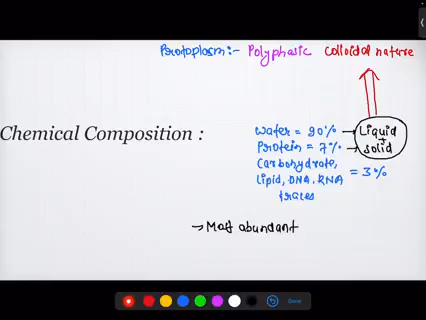 Protoplasm:- Polyphasic colloidal nature
Chemical Composition :
water = 90% → Liquid
+
Protein = 7% → solid
Carbohydrate,
lipid, DNA, RNA = 3%
→ Most abundant
Done